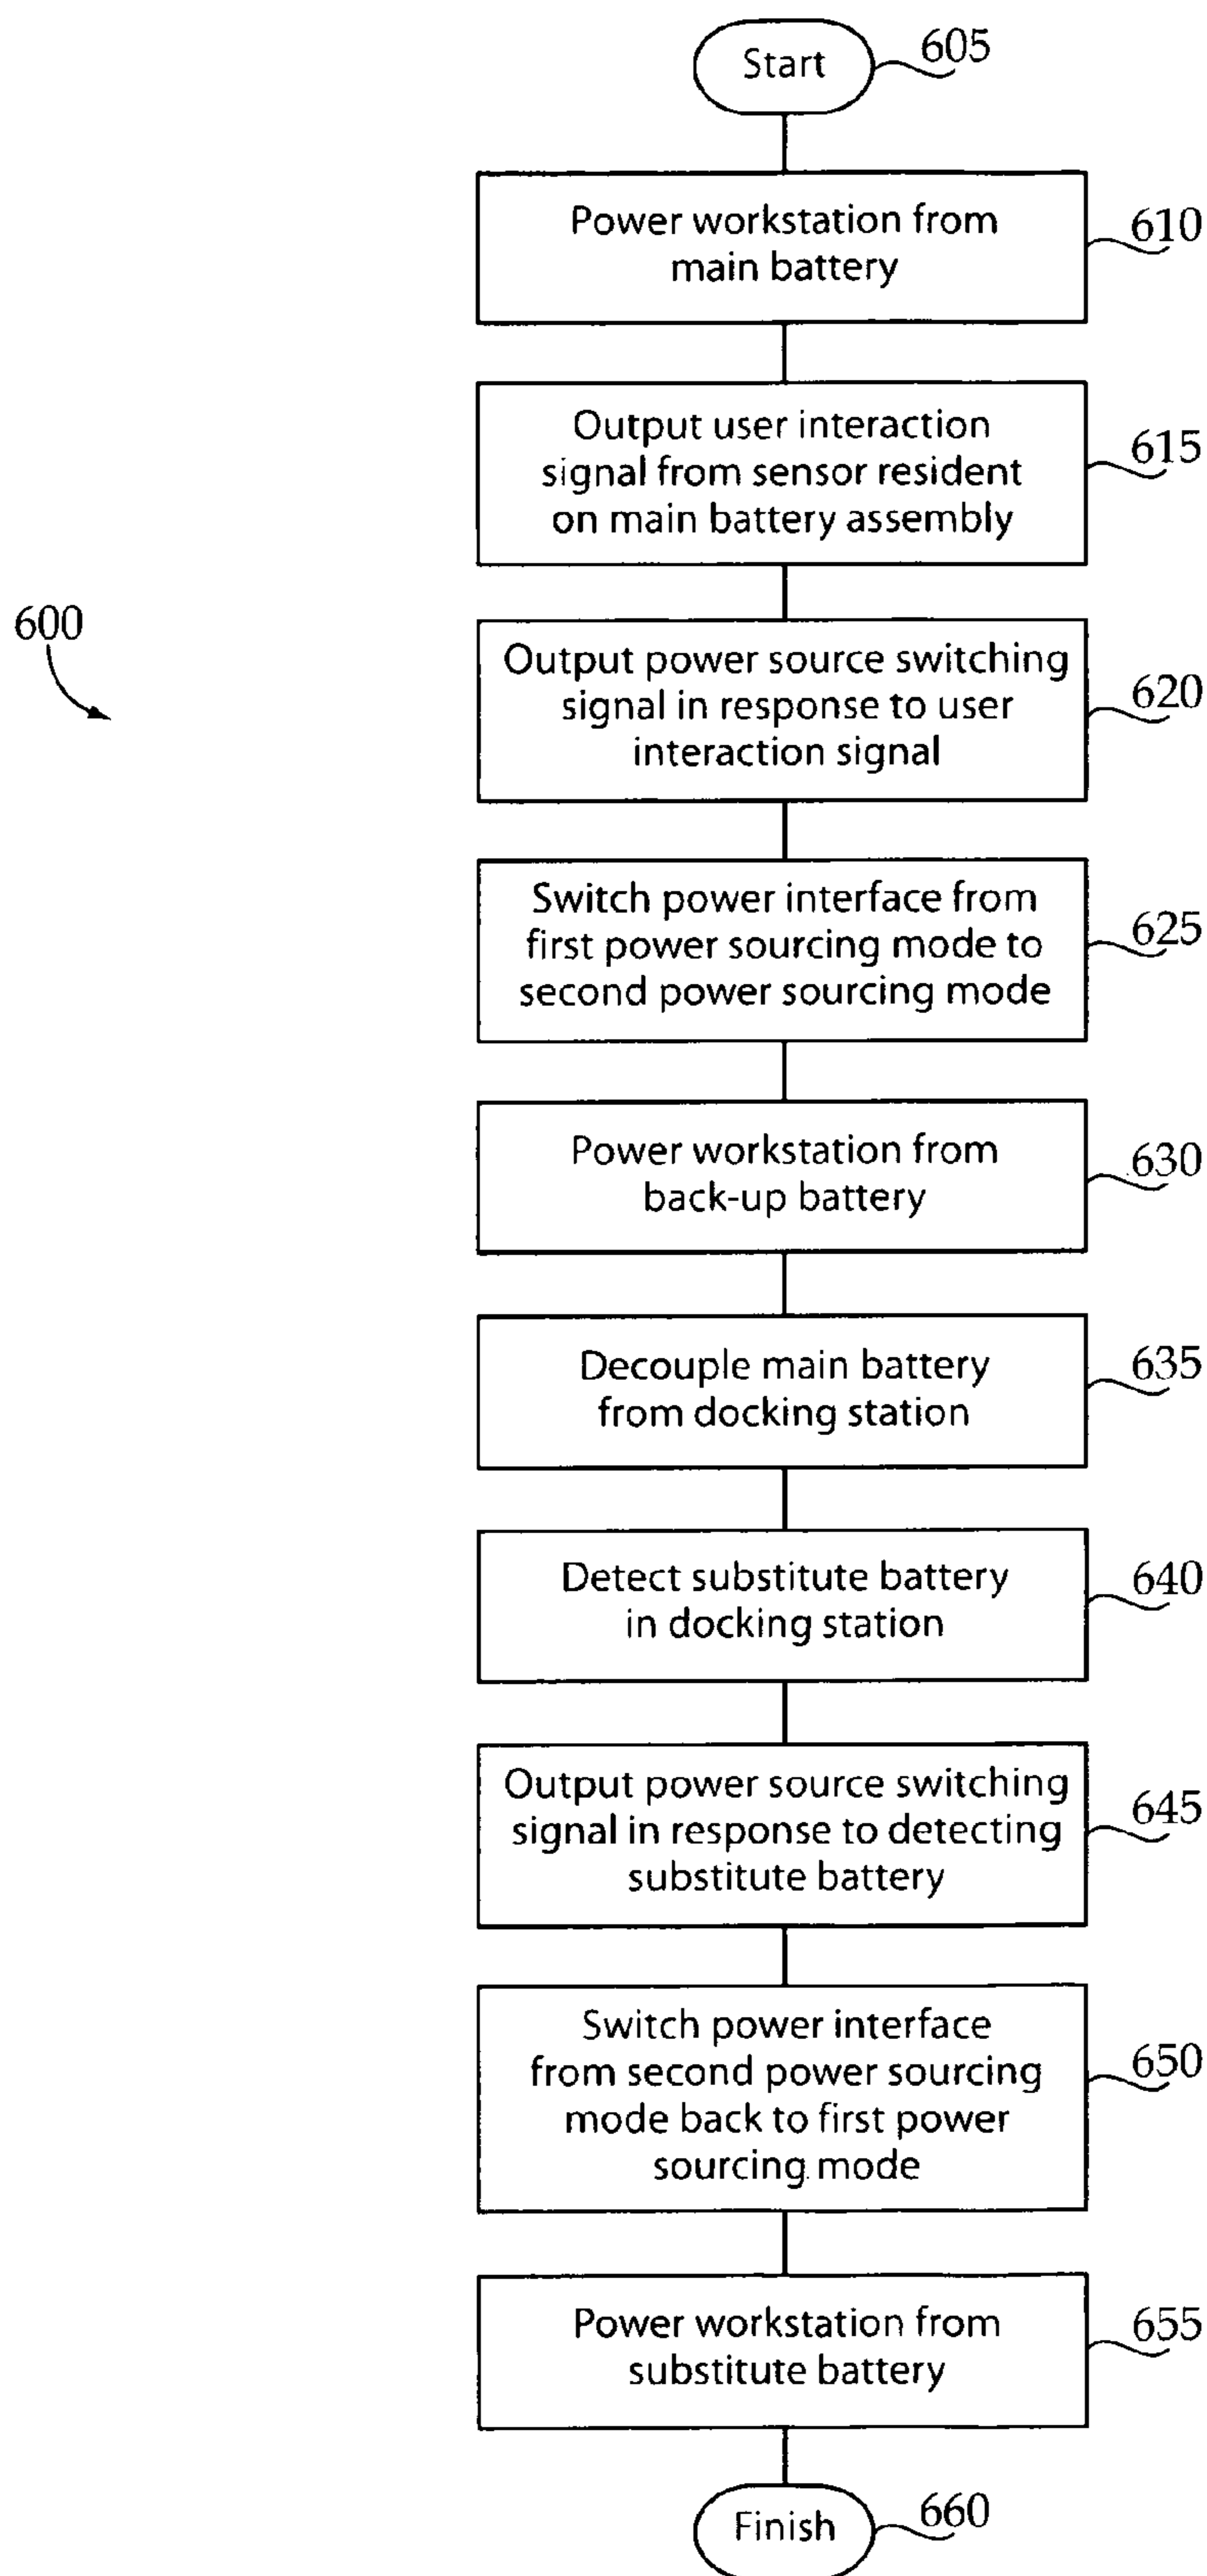 Start
605
Power workstation from
main battery
610
Output user interaction
signal from sensor resident
on main battery assembly
615
600
Output power source switching
signal in response to user
interaction signal
620
Switch power interface from
first power sourcing mode to
second power sourcing mode
625
Power workstation from
back-up battery
630
Decouple main battery
from docking station
635
Detect substitute battery
in docking station
640
Output power source switching
signal in response to detecting
substitute battery
645
Switch power interface
from second power sourcing
mode back to first power
sourcing mode
650
Power workstation from
substitute battery
655
Finish
660